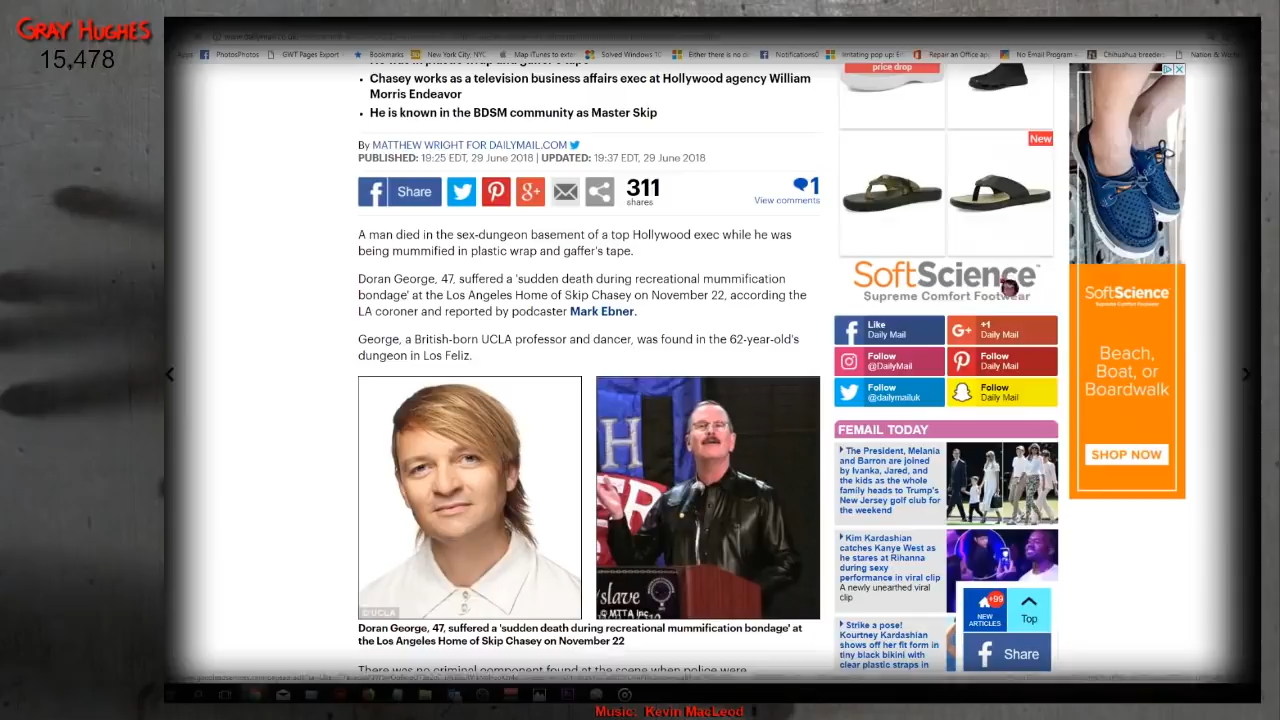 GRAY HUGHES
15,478
Apps
PhotosPhotos
GWT Pages Export
Bookmarks
New York City, NYC
Map iTunes to exte
Solved Windows 10
Either there is no d
Notifications
Irritating pop up: E
Repair an Office ap
No Email Program
Chihuahua breeder
Nation & World
Chasey works as a television business affairs exec at Hollywood agency William
Morris Endeavor
He is known in the BDSM community as Master Skip
By MATTHEW WRIGHT FOR DAILYMAIL.COM
PUBLISHED: 19:25 EDT, 29 June 2018 | UPDATED: 19:37 EDT, 29 June 2018
Share
311
shares
1
View comments
A man died in the sex-dungeon basement of a top Hollywood exec while he was
being mummified in plastic wrap and gaffer's tape.
Doran George, 47, suffered a 'sudden death during recreational mummification
bondage' at the Los Angeles Home of Skip Chasey on November 22, according the
LA coroner and reported by podcaster Mark Ebner.
George, a British-born UCLA professor and dancer, was found in the 62-year-old's
dungeon in Los Feliz.
©UCLA
H
slave
© MTTA Inc.
Doran George, 47, suffered a 'sudden death during recreational mummification bondage' at
the Los Angeles Home of Skip Chasey on November 22
There was no criminal component found at the scene when police were
price drop
New
SoftScience
Supreme Comfort Footwear
Like
Daily Mail
+1
Daily Mail
Follow
@DailyMail
Follow
Daily Mail
Follow
@dailymailuk
Follow
Daily Mail
FEMAIL TODAY
The President, Melania
and Barron are joined
by Ivanka, Jared, and
the kids as the whole
family heads to Trump's
New Jersey golf club for
the weekend
Kim Kardashian
catches Kanye West as
he stares at Rihanna
during sexy
performance in viral clip
A newly unearthed viral
clip
Strike a pose!
Kourtney Kardashian
shows off her fit form in
tiny black bikini with
clear plastic straps in
+99
NEW
ARTICLES
Top
Share
SoftScience
Beach,
Boat, or
Boardwalk
SHOP NOW
Music: Kevin MacLeod